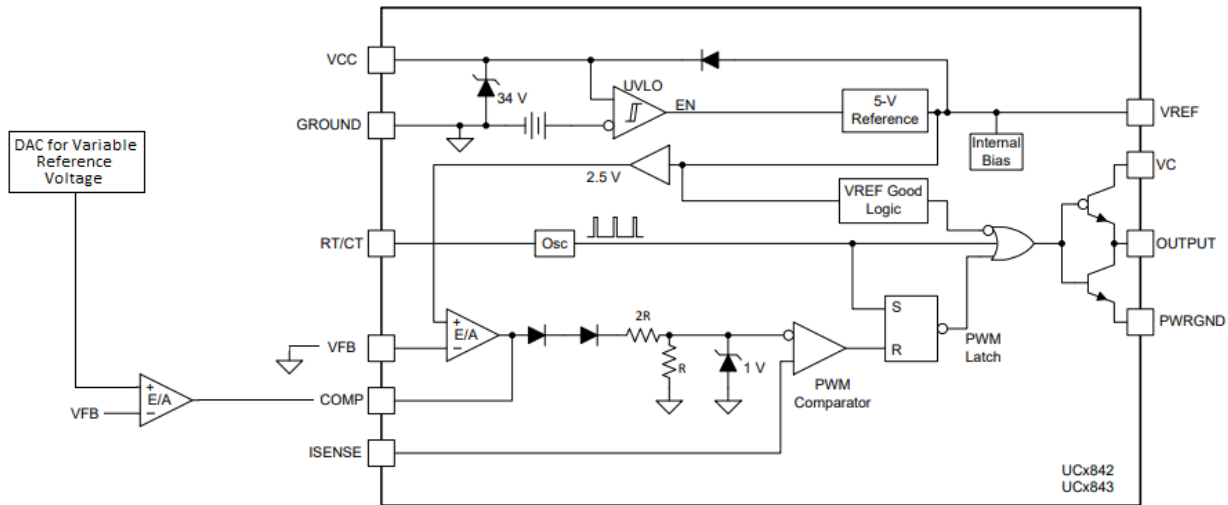 VCC
UVLO
34 V
EN
5-V
Reference
GROUND
VREF
DAC for Variable
Reference
Voltage
Internal
Bias
VC
2.5 V
VREF Good
Logic
RT/CT
Osc
OUTPUT
2R
S
+
E/A
−
PWRGND
VFB
R
R
PWM
Latch
1 V
PWM
Comparator
+
E/A
−
VFB
COMP
ISENSE
UCx842
UCx843